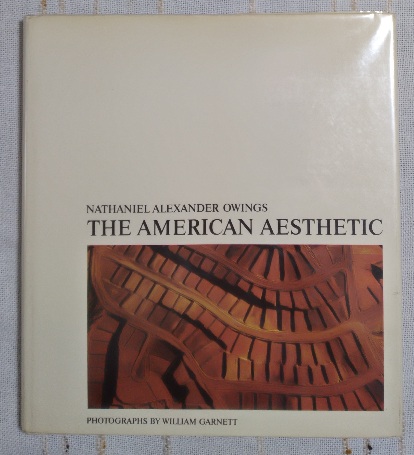 NATHANIEL ALEXANDER OWINGS
THE AMERICAN AESTHETIC
PHOTOGRAPHS BY WILLIAM GARNETT